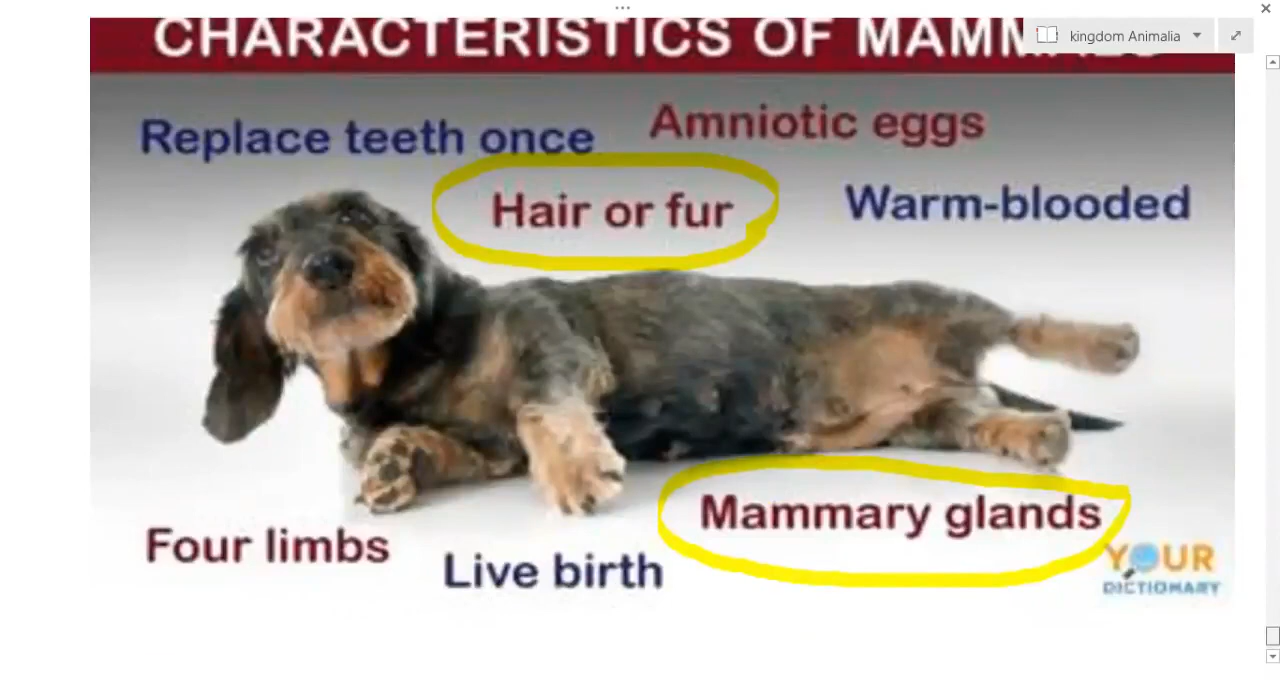 CHARACTERISTICS OF
kingdom Animalia
Replace teeth once
Amniotic eggs
Hair or fur
Warm-blooded
Mammary glands
Four limbs
Live birth
YOUR
DICTIONARY